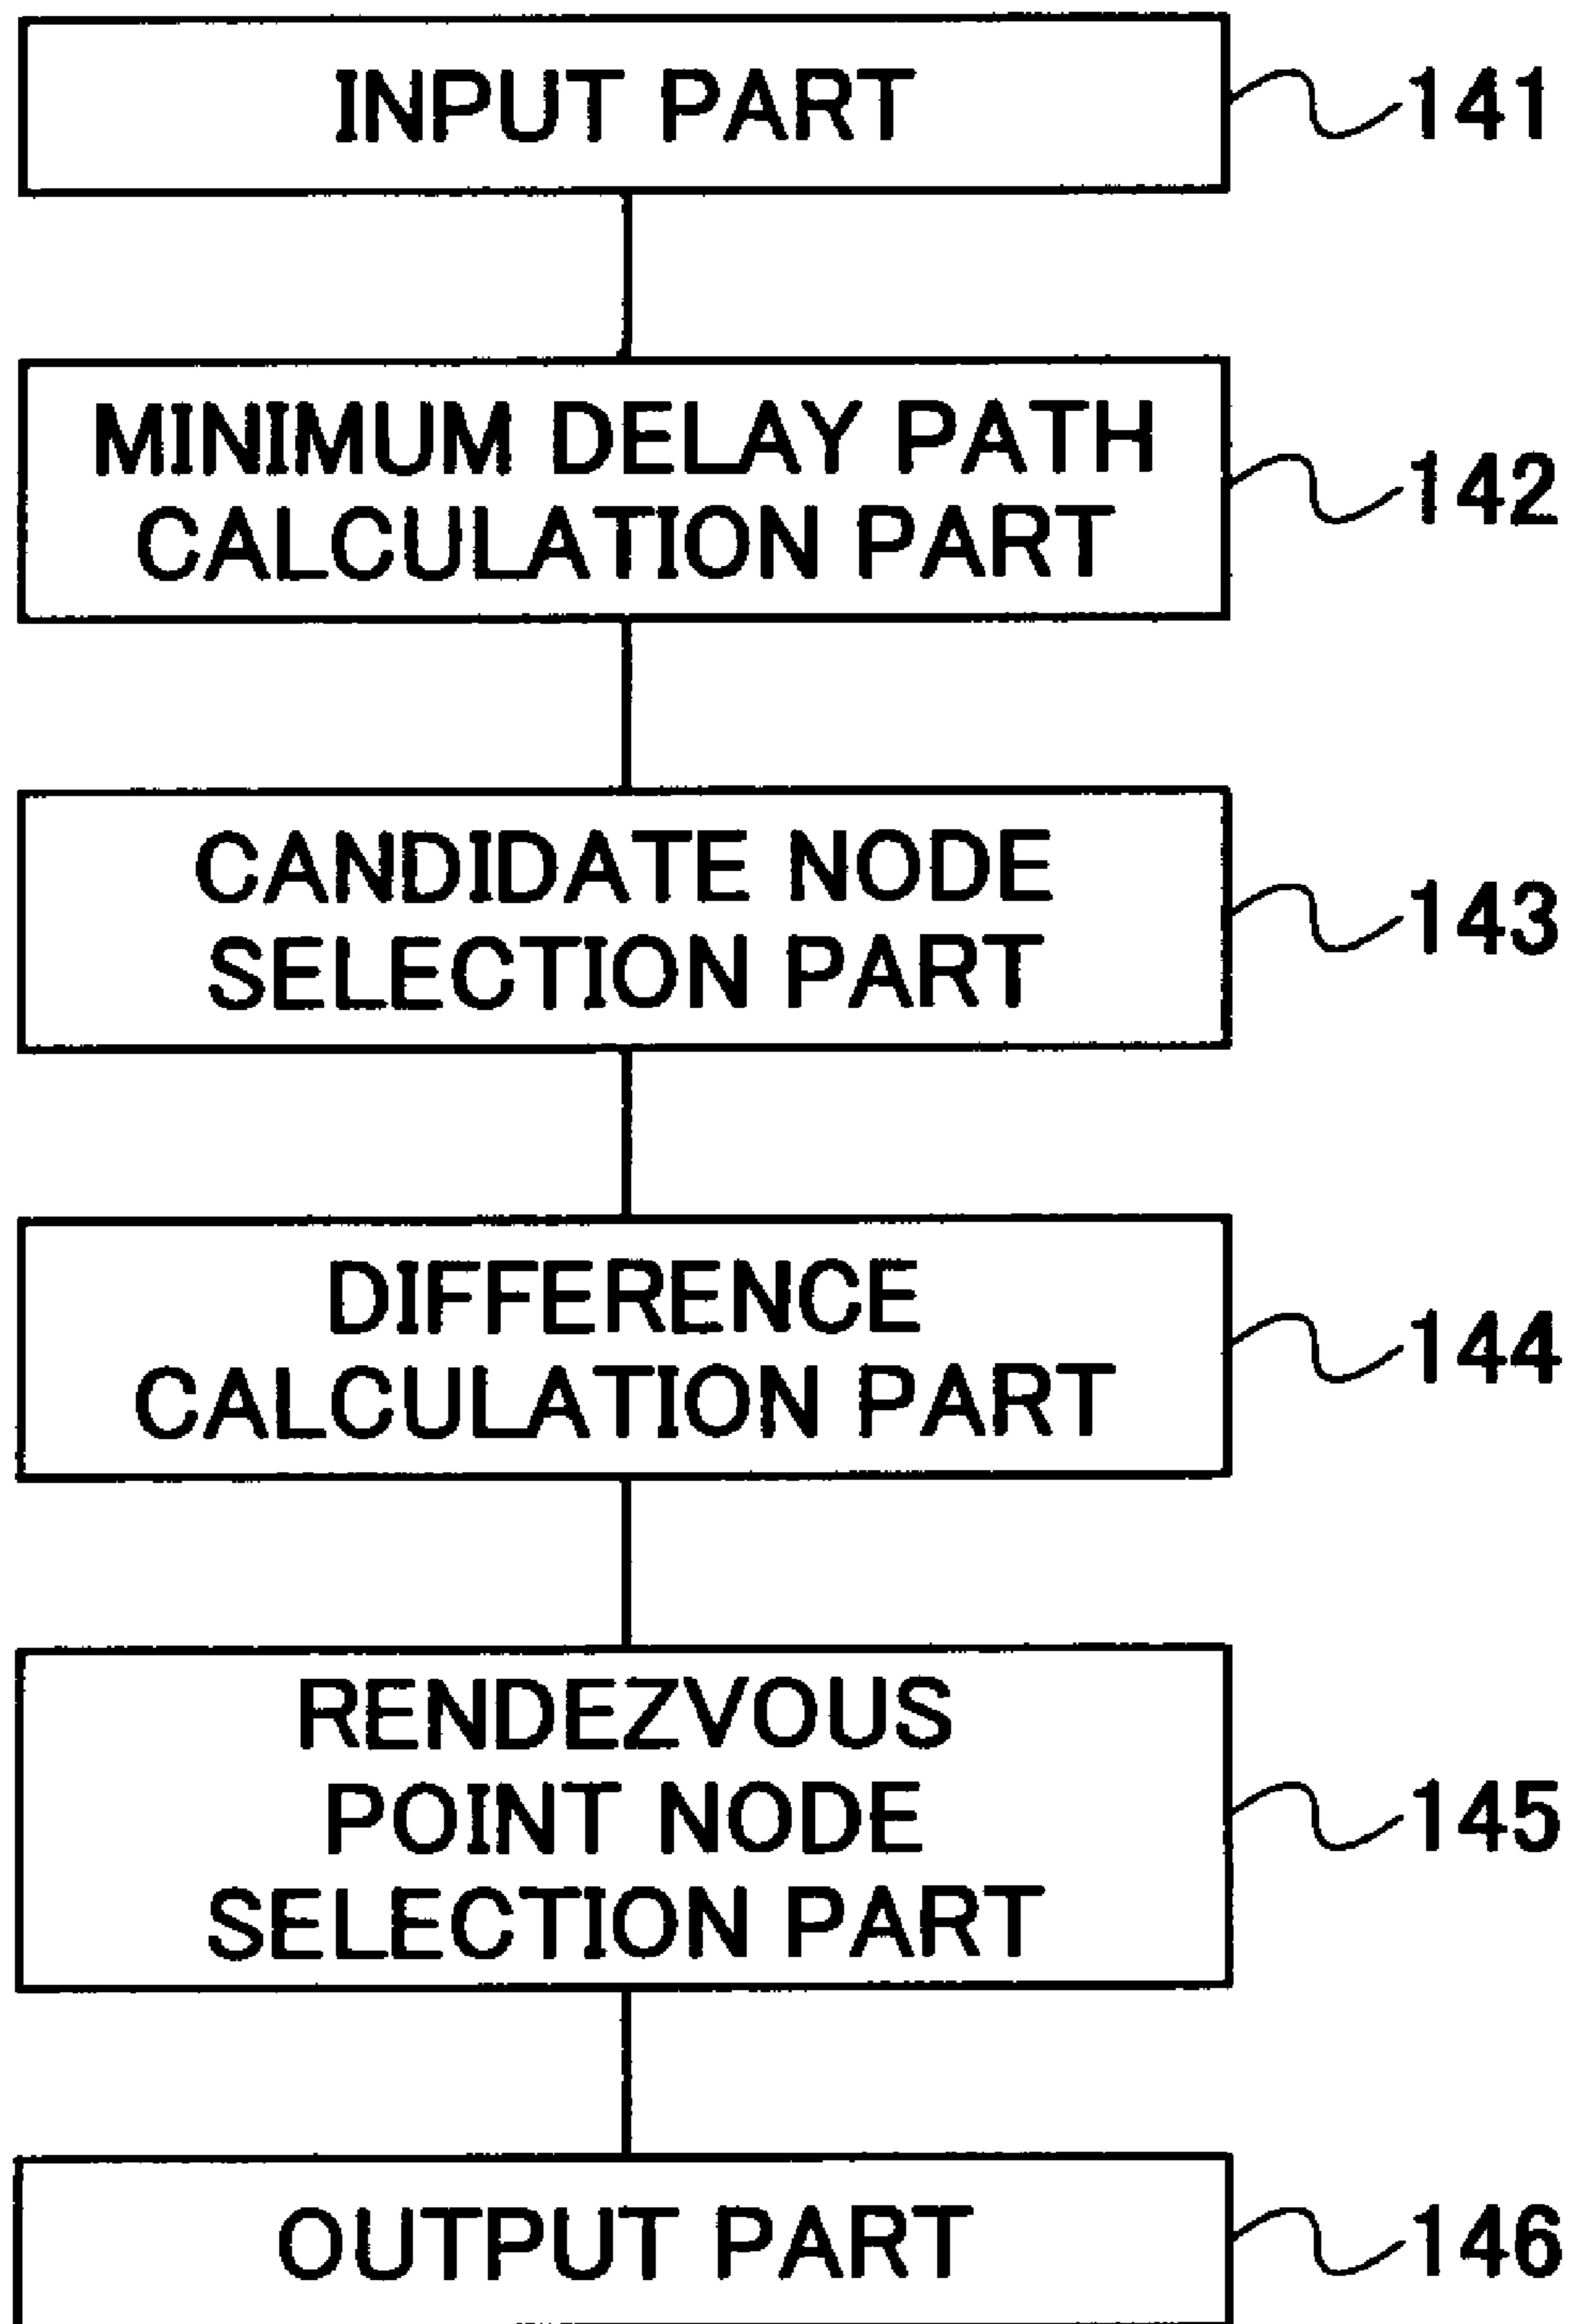 INPUT PART
141
MINIMUM DELAY PATH
CALCULATION PART
142
CANDIDATE NODE
SELECTION PART
143
DIFFERENCE
CALCULATION PART
144
RENDEZVOUS
POINT NODE
SELECTION PART
145
OUTPUT PART
146